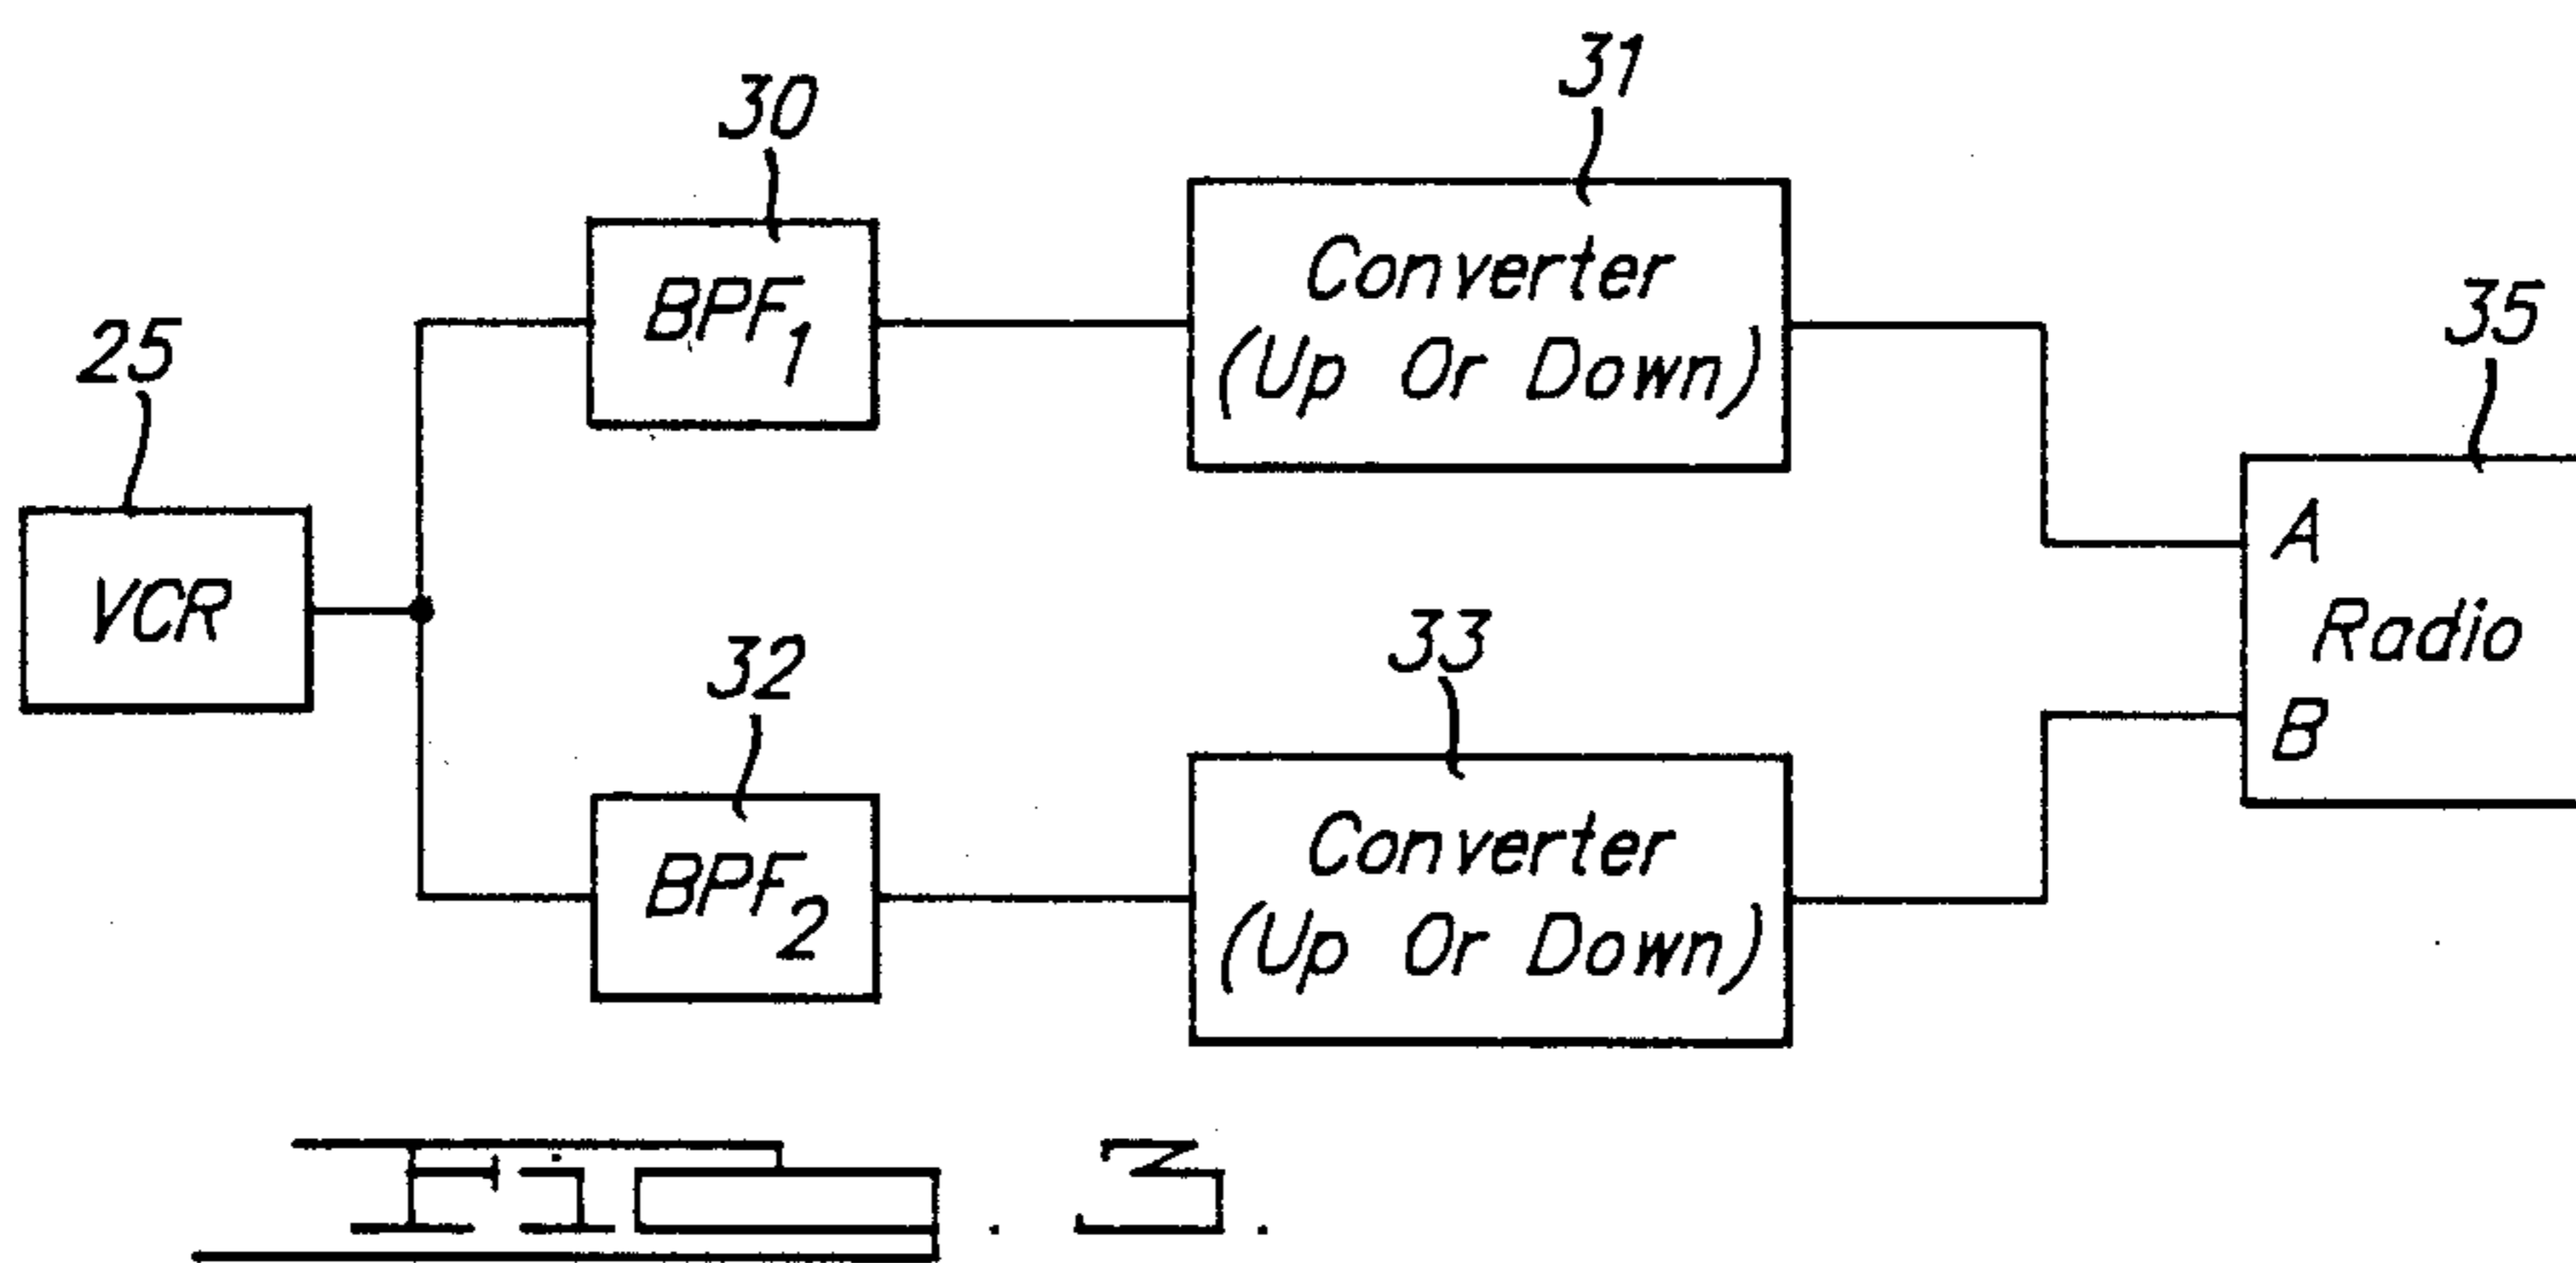 31
30
35
25
BPF1
Converter
(Up Or Down)
A
Radio
B
VCR
32
33
BPF2
Converter
(Up Or Down)
Fig. 3.